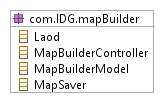 com.IDG.mapBuilder
Laod
MapBuilderController
MapBuilderModel
MapSaver